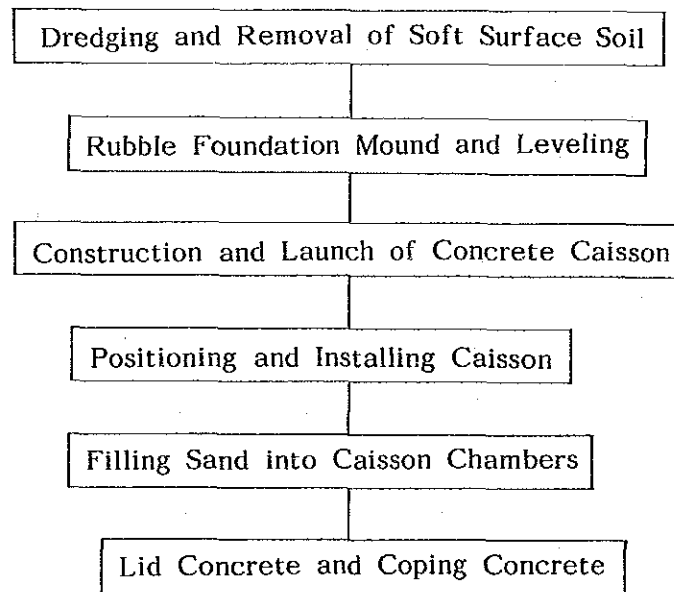 Dredging and Removal of Soft Surface Soil
Rubble Foundation Mound and Leveling
Construction and Launch of Concrete Caisson
Positioning and Installing Caisson
Filling Sand into Caisson Chambers
Lid Concrete and Coping Concrete